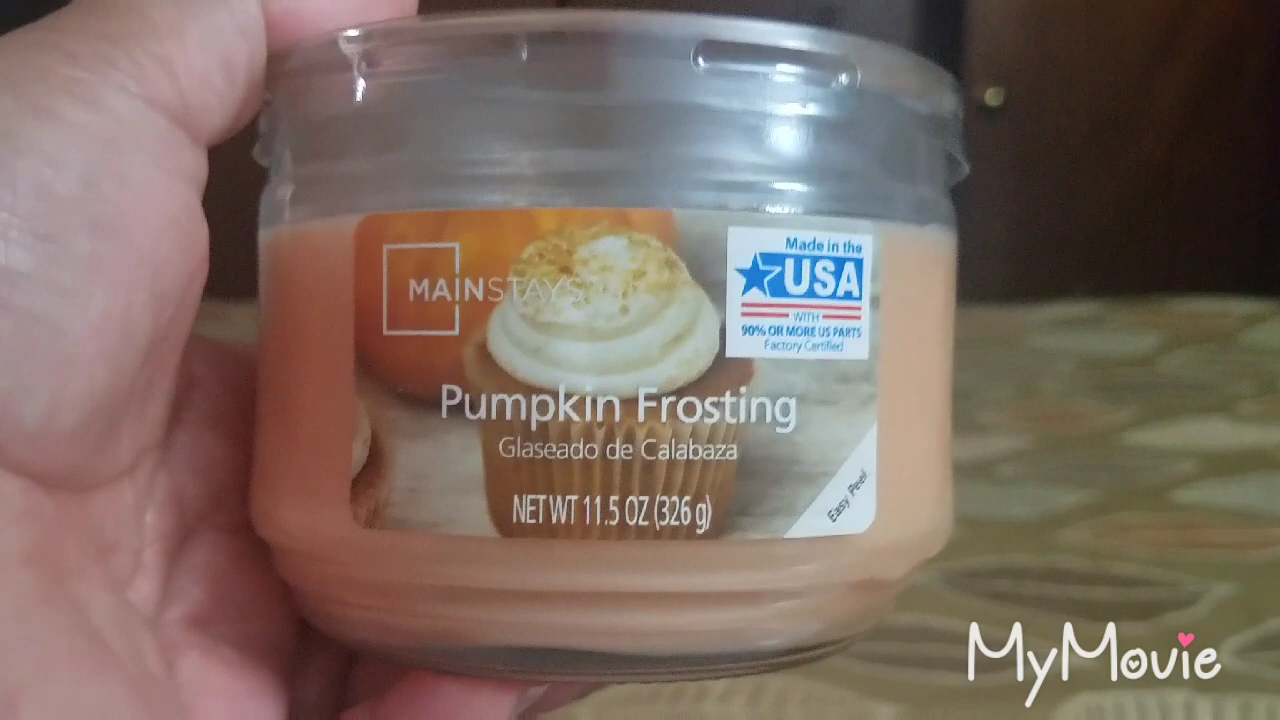 MAINSTAYS
Made in the
USA
WITH
90% OR MORE US PARTS
Factory Certified
Pumpkin Frosting
Glaseado de Calabaza
NET WT 11.5 OZ (326 g)
Easy Peel
MyMovie